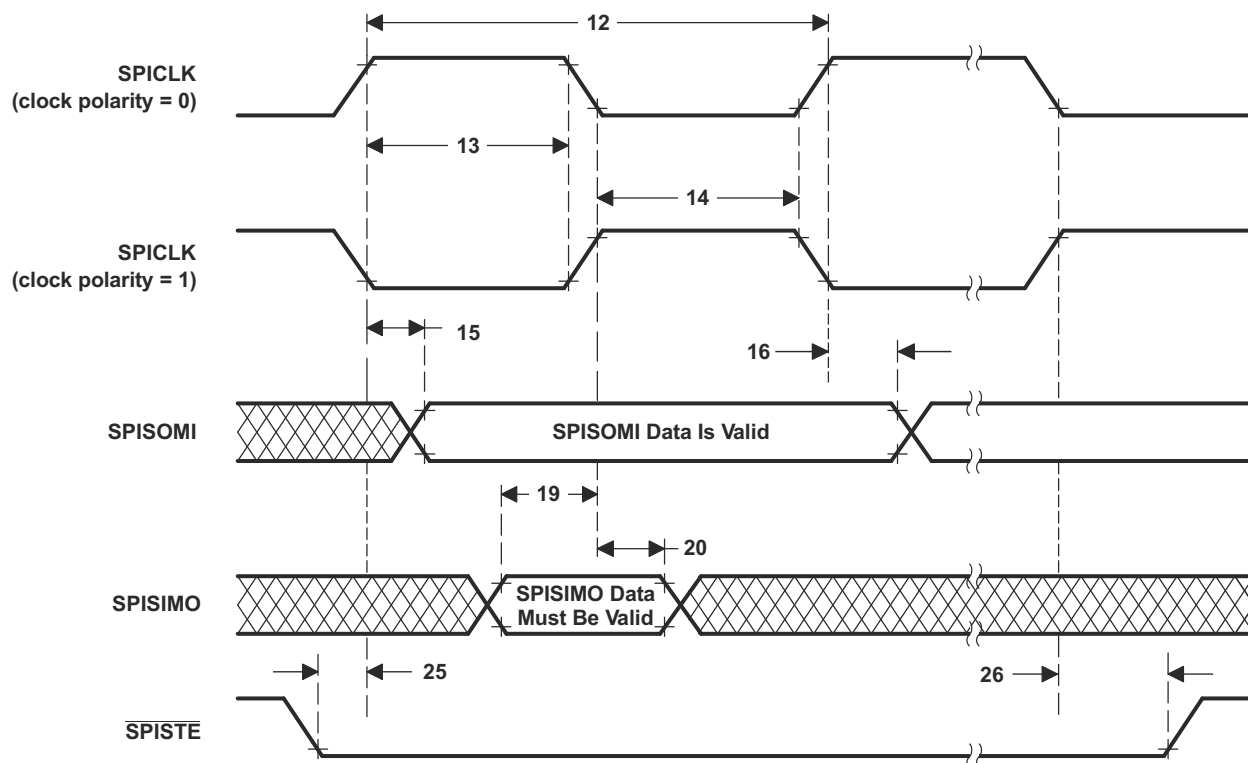 12
SPICLK
(clock polarity = 0)
13
14
SPICLK
(clock polarity = 1)
15
16
SPISOMI
SPISOMI Data Is Valid
19
20
SPISIMO
SPISIMO Data
Must Be Valid
25
26
SPISTE